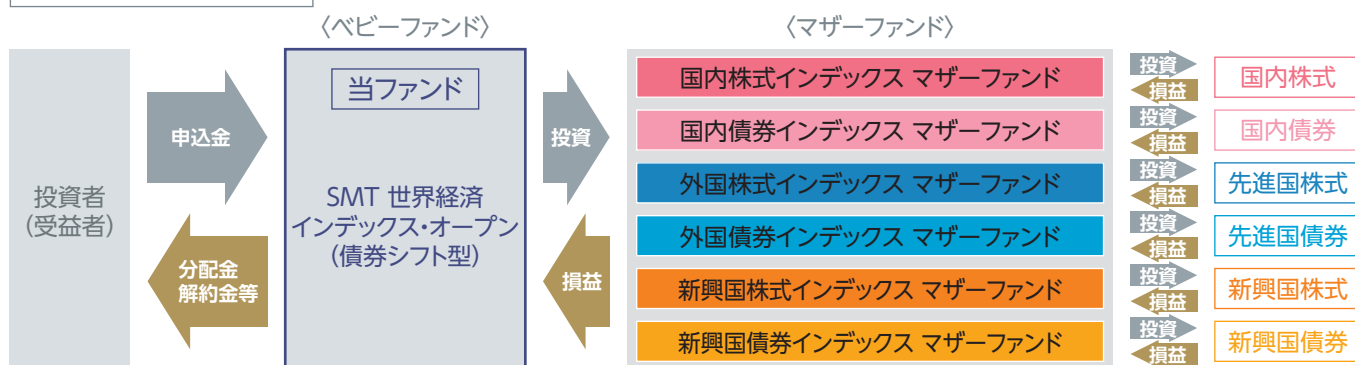 〈ベビーファンド〉
〈マザーファンド〉
投資者
(受益者)
申込金
分配金
解約金等
当ファンド
SMT 世界経済
インデックス・オープン
(債券シフト型)
投資
損益
国内株式インデックス マザーファンド
投資
損益
国内株式
国内債券インデックス マザーファンド
投資
損益
国内債券
外国株式インデックス マザーファンド
投資
損益
先進国株式
外国債券インデックス マザーファンド
投資
損益
先進国債券
新興国株式インデックス マザーファンド
投資
損益
新興国株式
新興国債券インデックス マザーファンド
投資
損益
新興国債券